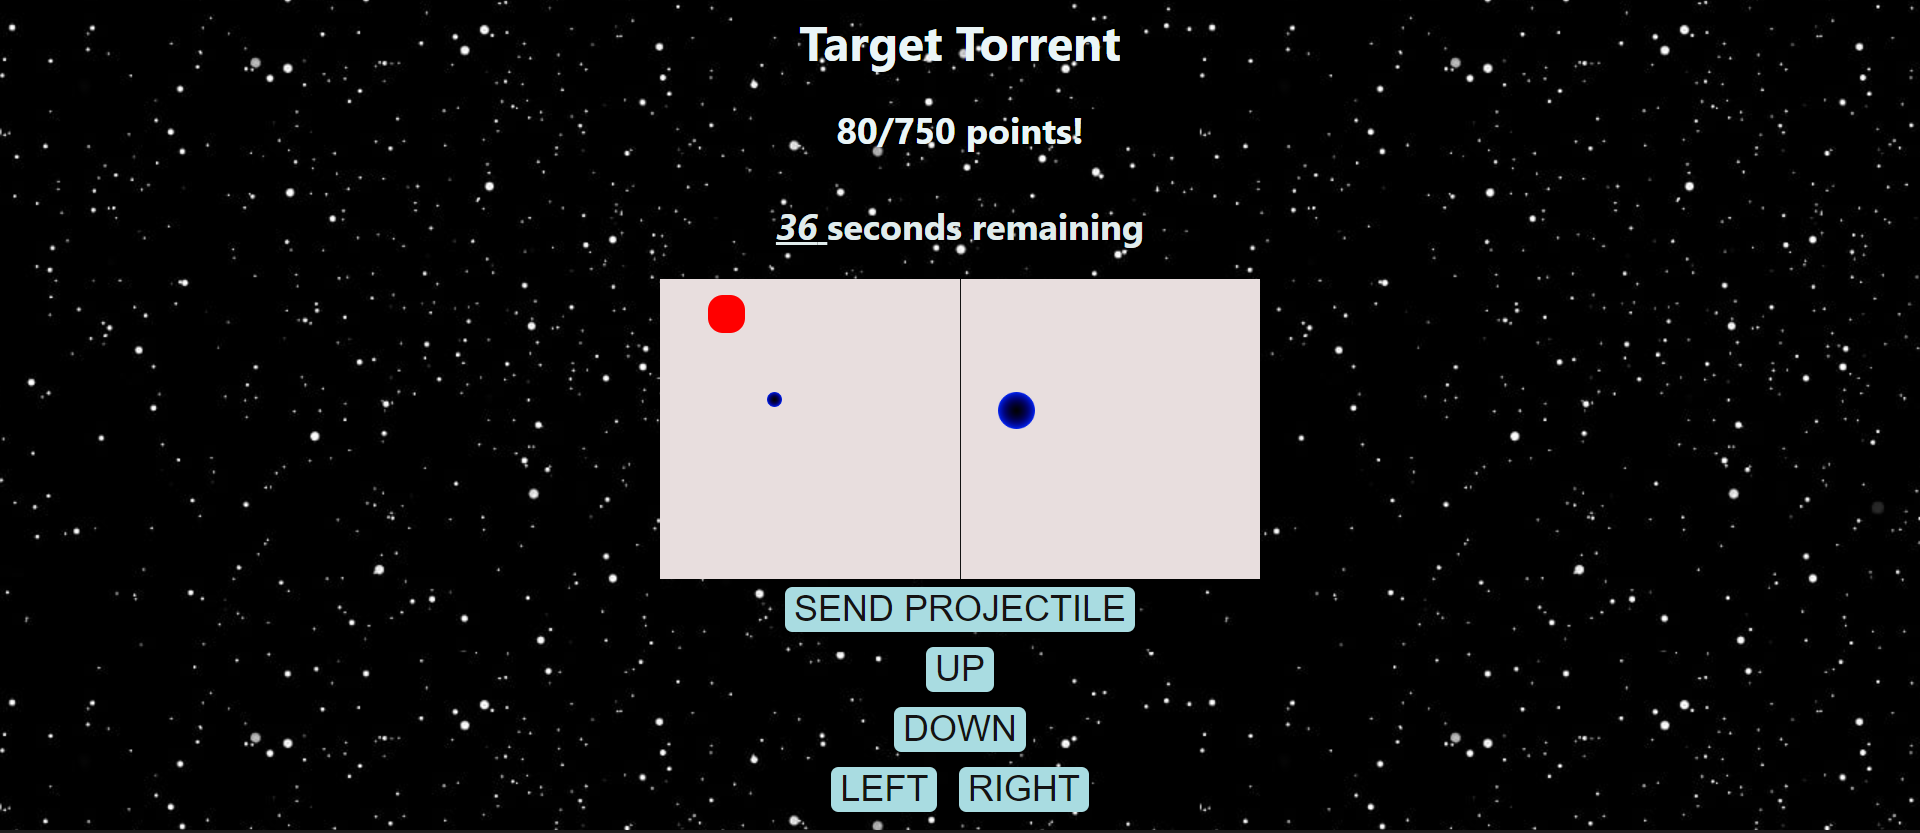 Target Torrent
80/750 points!
36 seconds remaining
SEND PROJECTILE
UP
DOWN
LEFT RIGHT